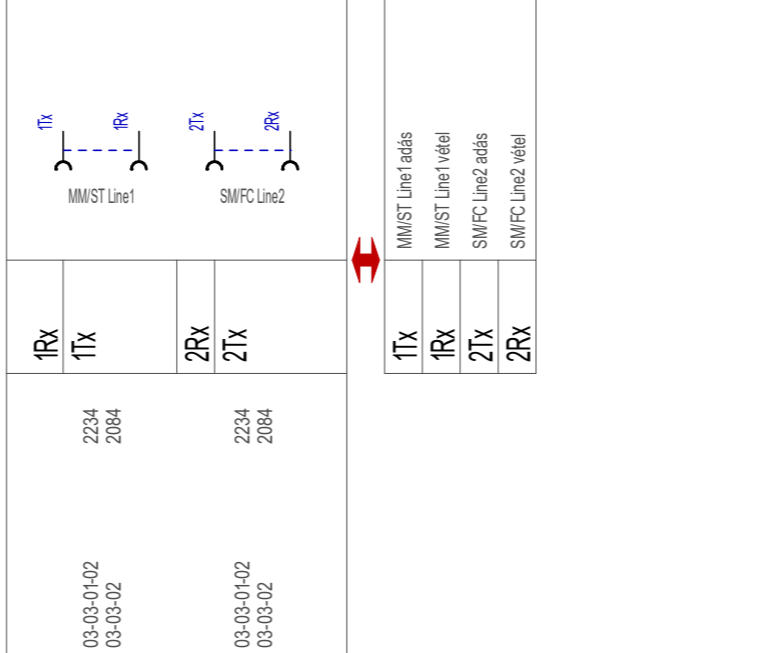 1Tx
1Rx
2Tx
2Rx
MM/ST Line1
SM/FC Line2
MM/ST Line1 adás
MM/ST Line1 vétel
SM/FC Line2 adás
SM/FC Line2 vétel
1Rx
1Tx
2Rx
2Tx
1Tx
1Rx
2Tx
2Rx
2234
2084
2234
2084
03-03-01-02
03-03-02
03-03-01-02
03-03-02